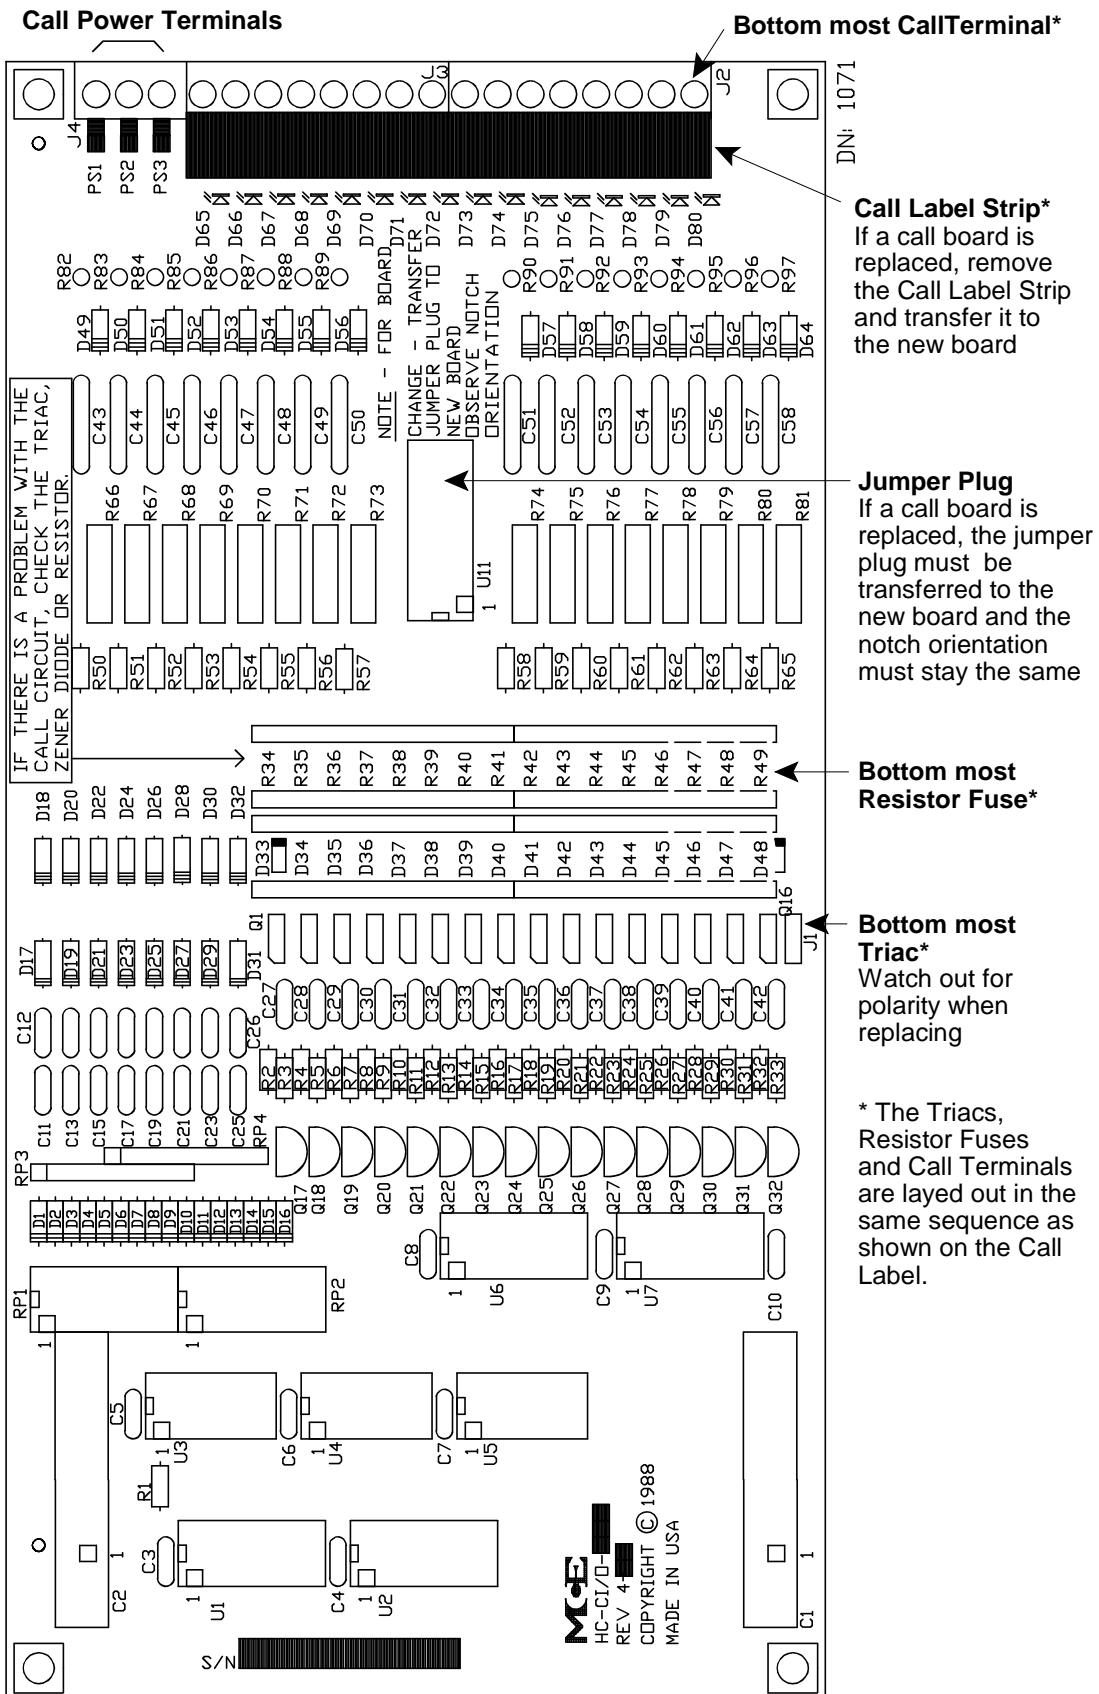 Call Power Terminals
Bottom most CallTerminal*
J3
J2
J4
DN: 1071
PS1
PS2
PS3
Call Label Strip*
If a call board is
replaced, remove
the Call Label Strip
and transfer it to
the new board
D65
D66
D67
D68
D69
D70
D71
D72
D73
D74
D75
D76
D77
D78
D79
D80
R82
R83
R84
R85
R86
R87
R88
R89
R90
R91
R92
R93
R94
R95
R96
R97
D49
D50
D51
D52
D53
D54
D55
D56
D57
D58
D59
D60
D61
D62
D63
D64
NOTE - FOR BOARD
CHANGE - TRANSFER
JUMPER PLUG TO
NEW BOARD
OBSERVE NOTCH
ORIENTATION
C43
C44
C45
C46
C47
C48
C49
C50
C51
C52
C53
C54
C55
C56
C57
C58
IF THERE IS A PROBLEM WITH THE
CALL CIRCUIT, CHECK THE TRIAC,
ZENER DIODE OR RESISTOR.
Jumper Plug
If a call board is
replaced, the jumper
plug must be
transferred to the
new board and the
notch orientation
must stay the same
R66
R67
R68
R69
R70
R71
R72
R73
U11
1
R74
R75
R76
R77
R78
R79
R80
R81
R50
R51
R52
R53
R54
R55
R56
R57
R58
R59
R60
R61
R62
R63
R64
R65
R34
R35
R36
R37
R38
R39
R40
R41
R42
R43
R44
R45
R46
R47
R48
R49
Bottom most
Resistor Fuse*
D18
D20
D22
D24
D26
D28
D30
D32
D33
D34
D35
D36
D37
D38
D39
D40
D41
D42
D43
D44
D45
D46
D47
D48
Q1
Q16
J1
Bottom most
Triac*
Watch out for
polarity when
replacing
D17
D19
D21
D23
D25
D27
D29
D31
C12
C26
C27
C28
C29
C30
C31
C32
C33
C34
C35
C36
C37
C38
C39
C40
C41
C42
R2
R3
R4
R5
R6
R7
R8
R9
R10
R11
R12
R13
R14
R15
R16
R17
R18
R19
R20
R21
R22
R23
R24
R25
R26
R27
R28
R29
R30
R31
R32
R33
C11
C13
C15
C17
C19
C21
C23
C25
RP4
RP3
* The Triacs,
Resistor Fuses
and Call Terminals
are layed out in the
same sequence as
shown on the Call
Label.
Q17
Q18
Q19
Q20
Q21
Q22
Q23
Q24
Q25
Q26
Q27
Q28
Q29
Q30
Q31
Q32
D1
D2
D3
D4
D5
D6
D7
D8
D9
D10
D11
D12
D13
D14
D15
D16
C8
1
U6
C9
1
U7
C10
RP1
1
1
RP2
C5
1
U3
C6
1
U4
C7
1
U5
R1
C3
1
U1
C4
1
U2
1
C2
1
C1
MCE
HC-CI/O-
REV 4-
COPYRIGHT © 1988
MADE IN USA
S/N